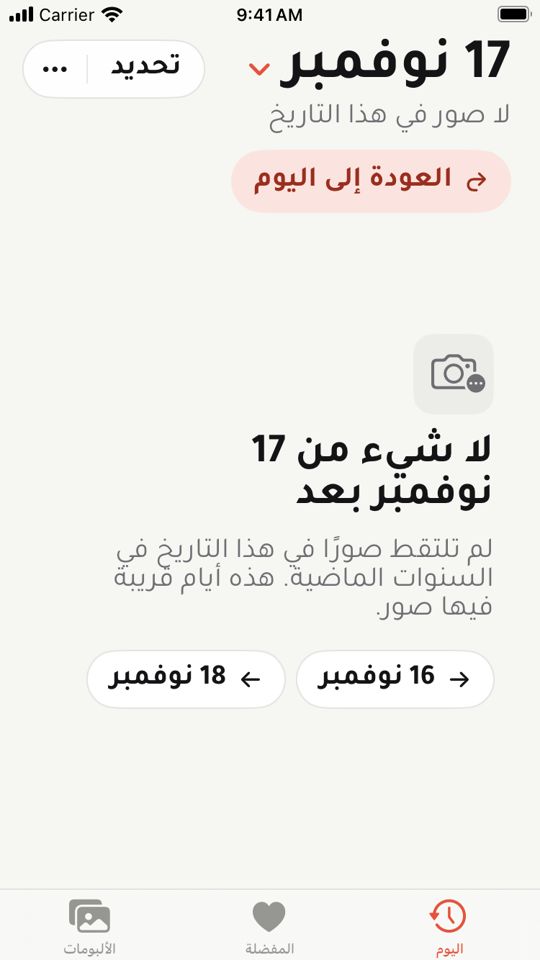 Carrier 9:41 AM
17 نوفمبر
تحديد
لا صور في هذا التاريخ
العودة إلى اليوم
لا شيء من 17
نوفمبر بعد
لم تلتقط صورًا في هذا التاريخ في
السنوات الماضية. هذه أيام قريبة
فيها صور.
16 نوفمبر
18 نوفمبر
اليوم
المفضلة
الألبومات